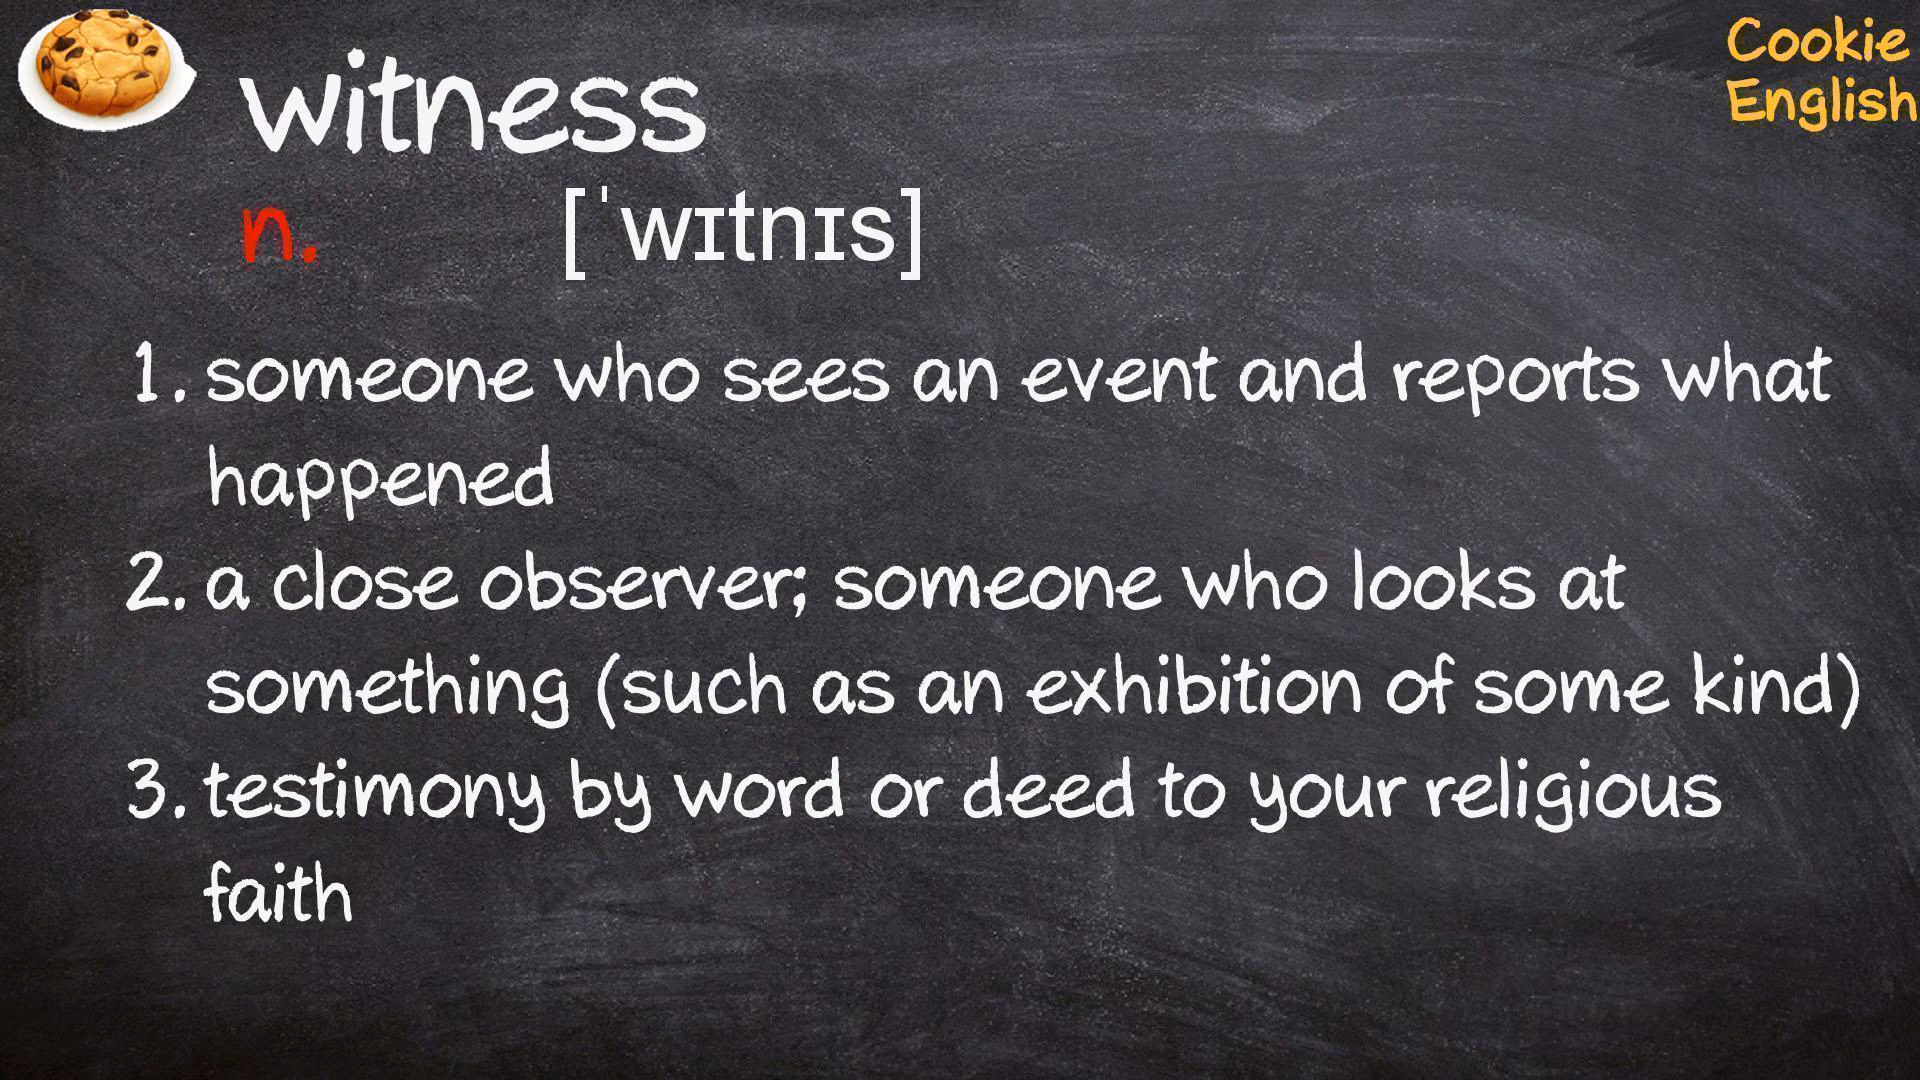 witness
Cookie
English
n. [ˈwɪtnɪs]
1. someone who sees an event and reports what
happened
2. a close observer; someone who looks at
something (such as an exhibition of some kind)
3. testimony by word or deed to your religious
faith